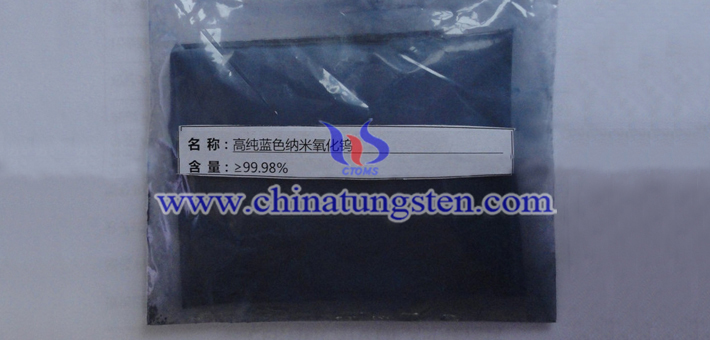 名 称：高纯蓝色纳米氧化钨
CTOMS
含 量：≥99.98%
www.chinatungsten.com